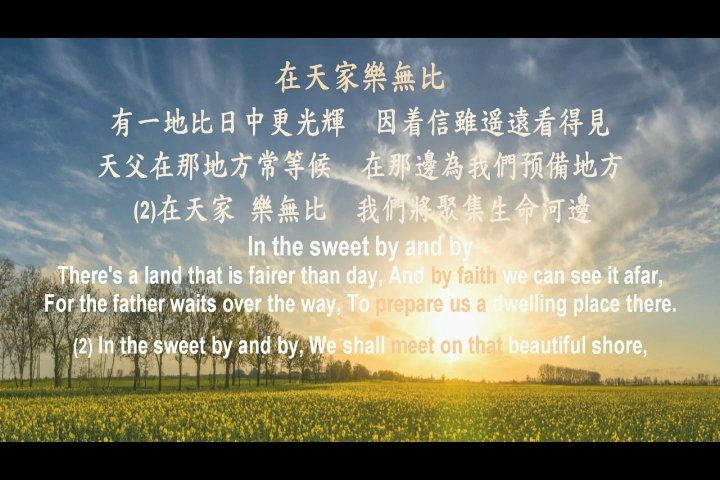 在天家樂無比
有一地比日中更光輝 因着信雖遥遠看得見
天父在那地方常等候 在那邊為我們预備地方
(2)在天家 樂無比 我們將聚集生命河邊
In the sweet by and by
There's a land that is fairer than day, And by faith we can see it afar,
For the father waits over the way, To prepare us a dwelling place there.
(2) In the sweet by and by, We shall meet on that beautiful shore,